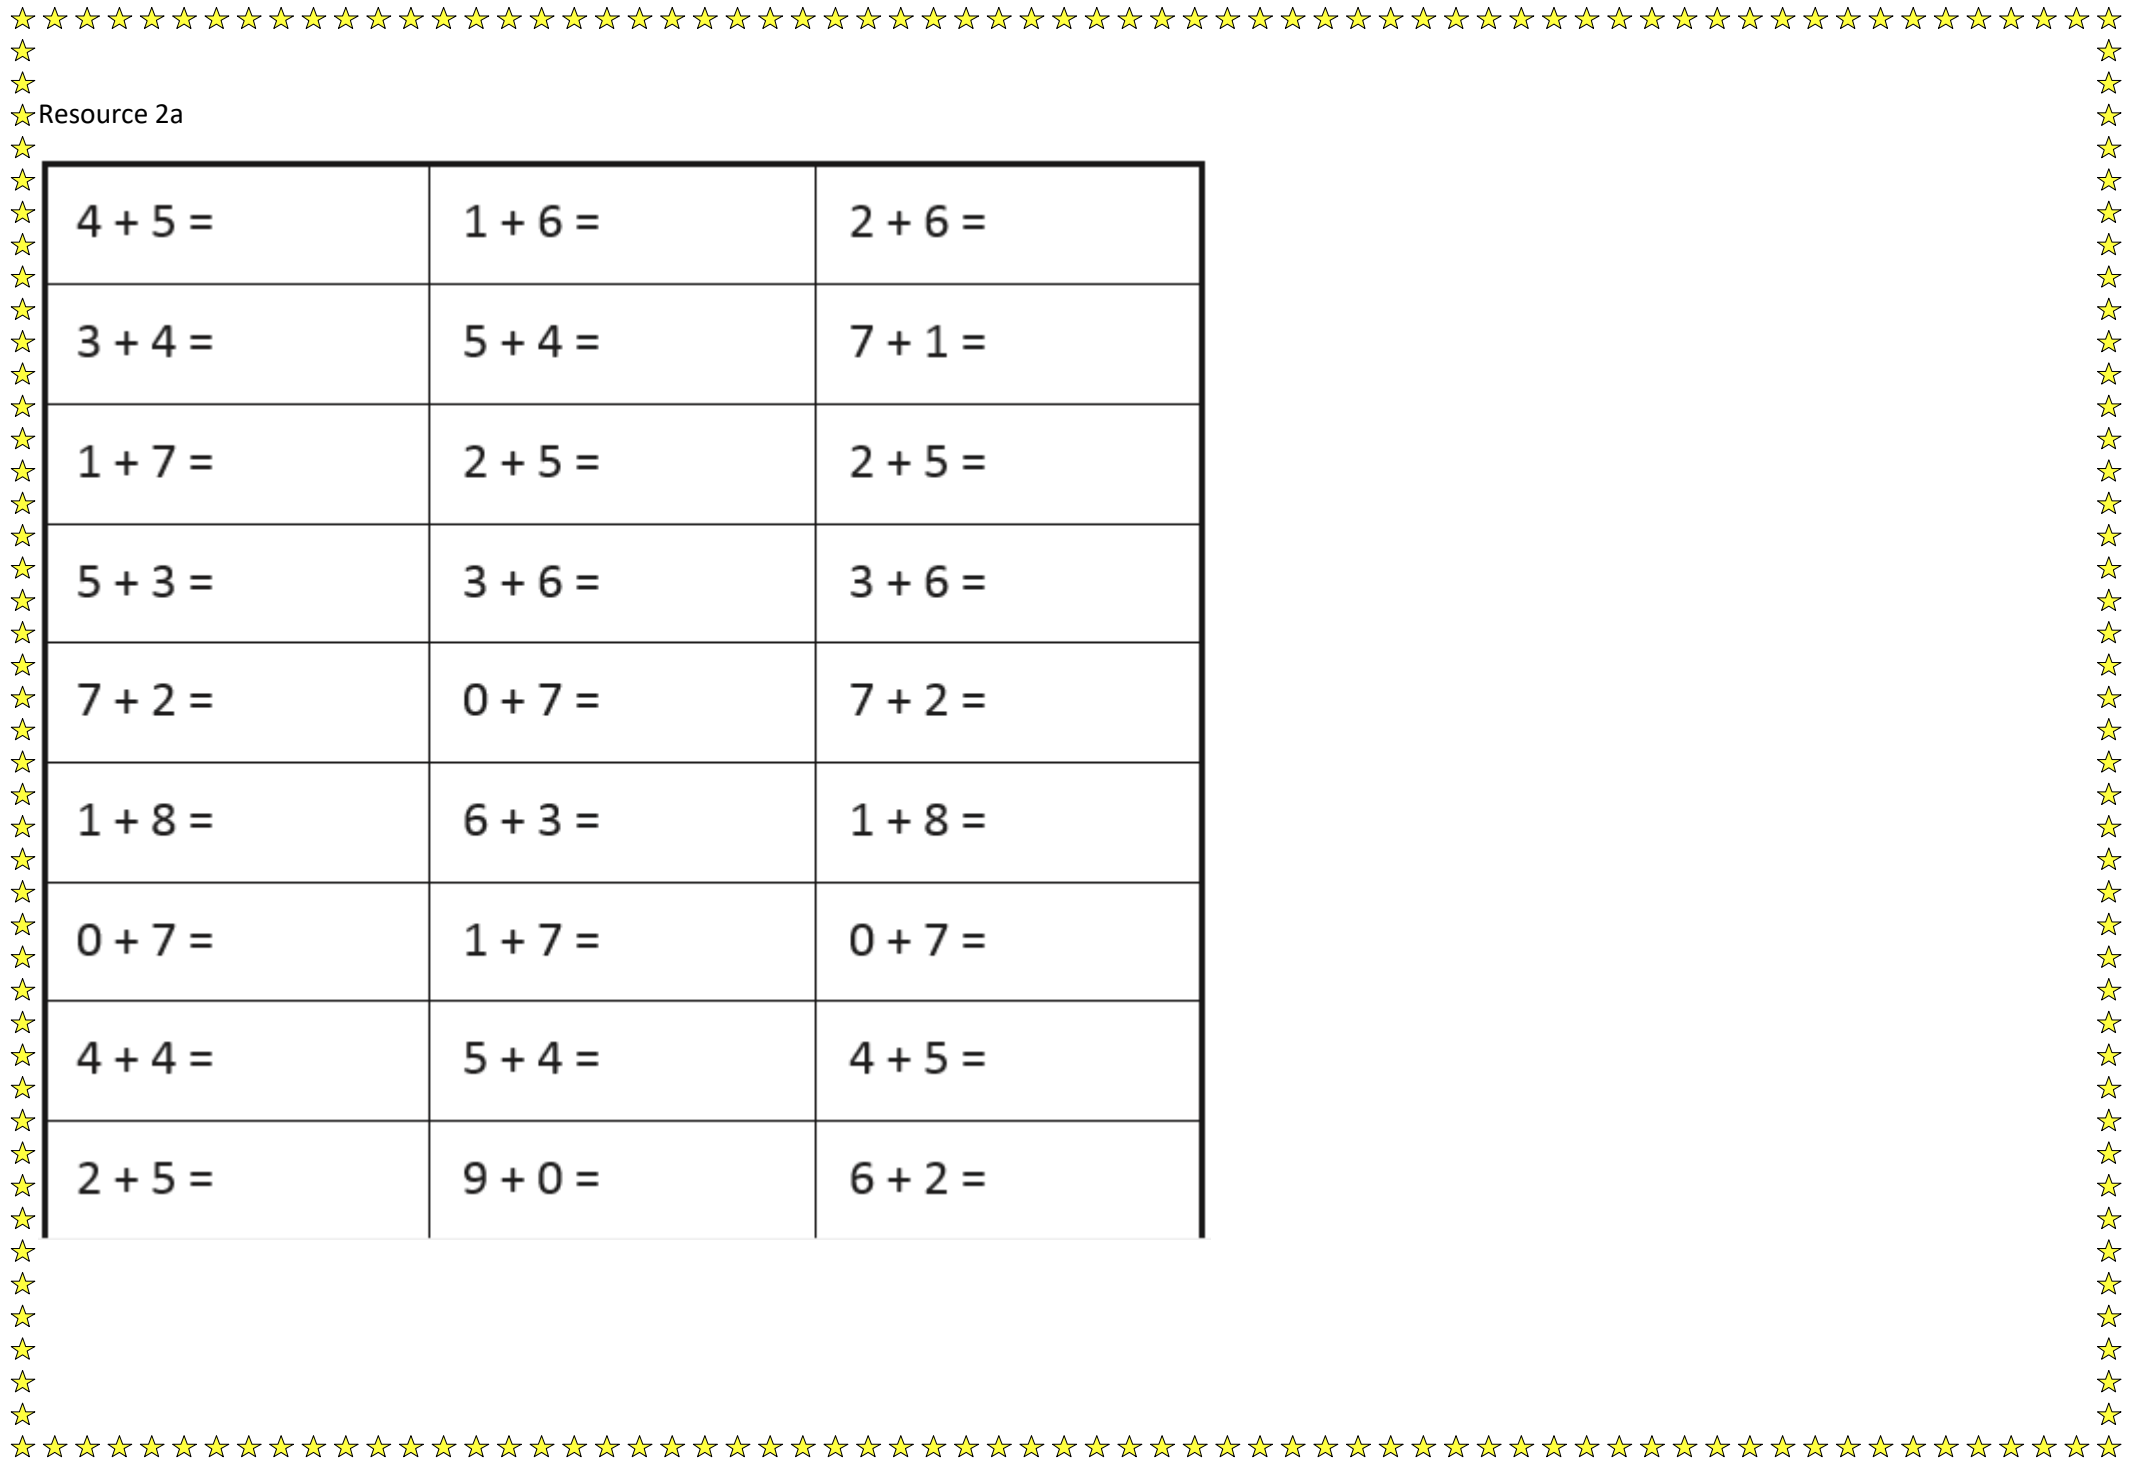 Resource 2a
4 + 5 = 1 + 6 = 2 + 6 =
3 + 4 = 5 + 4 = 7 + 1 =
1 + 7 = 2 + 5 = 2 + 5 =
5 + 3 = 3 + 6 = 3 + 6 =
7 + 2 = 0 + 7 = 7 + 2 =
1 + 8 = 6 + 3 = 1 + 8 =
0 + 7 = 1 + 7 = 0 + 7 =
4 + 4 = 5 + 4 = 4 + 5 =
2 + 5 = 9 + 0 = 6 + 2 =